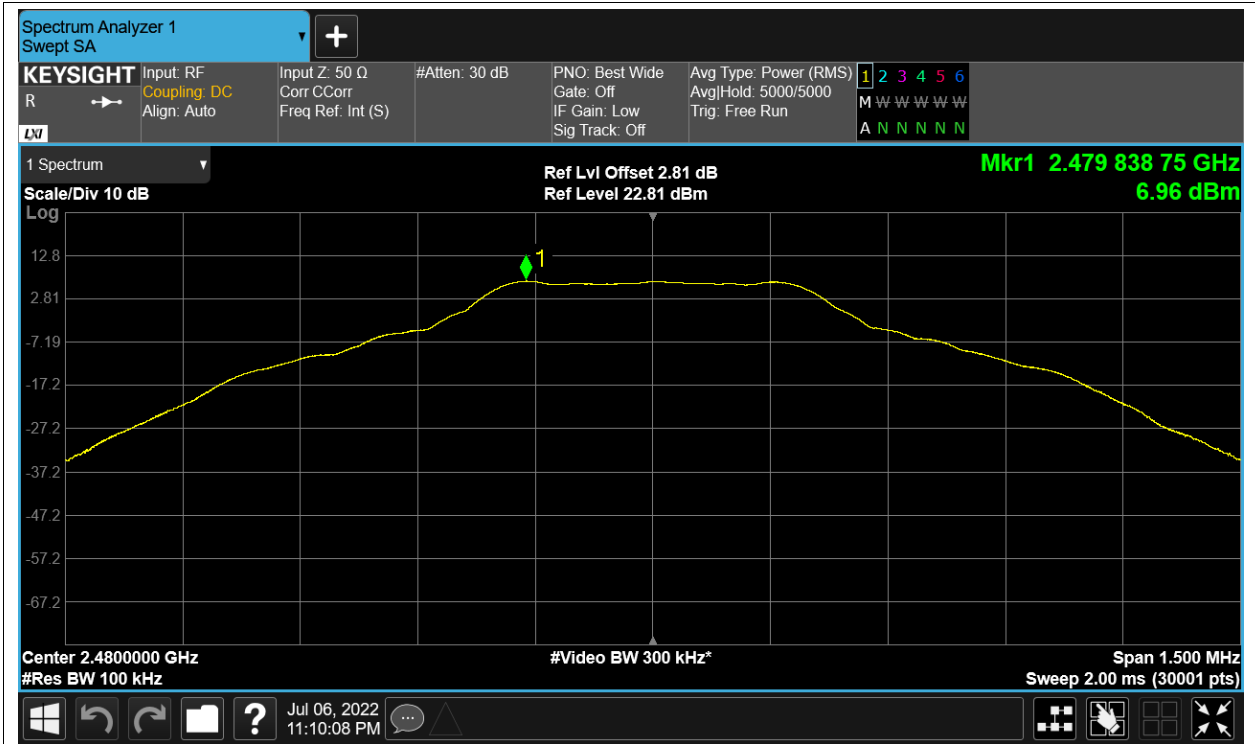 Spectrum Analyzer 1
Swept SA
KEYSIGHT
R
LXI
Input: RF
Coupling: DC
Align: Auto
Input Z: 50 Ω
Corr CCorr
Freq Ref: Int (S)
#Atten: 30 dB
PNO: Best Wide
Gate: Off
IF Gain: Low
Sig Track: Off
Avg Type: Power (RMS)
Avg|Hold: 5000/5000
Trig: Free Run
1 2 3 4 5 6
M W W W W W
A N N N N N
1 Spectrum
Scale/Div 10 dB
Log
Ref Lvl Offset 2.81 dB
Ref Level 22.81 dBm
Mkr1 2.479 838 75 GHz
6.96 dBm
1
12.8
2.81
-7.19
-17.2
-27.2
-37.2
-47.2
-57.2
-67.2
Center 2.4800000 GHz
#Res BW 100 kHz
#Video BW 300 kHz*
Span 1.500 MHz
Sweep 2.00 ms (30001 pts)
?
Jul 06, 2022
11:10:08 PM